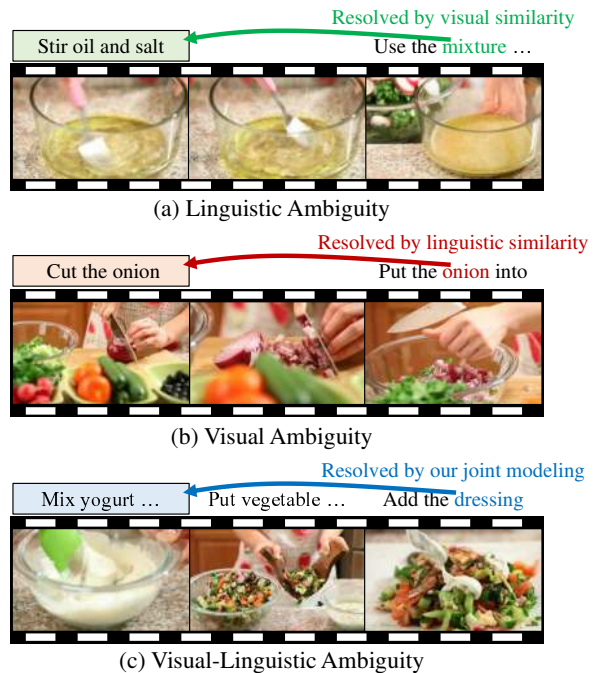 Resolved by visual similarity
Stir oil and salt
Use the mixture …
(a) Linguistic Ambiguity
Resolved by linguistic similarity
Cut the onion
Put the onion into
(b) Visual Ambiguity
Resolved by our joint modeling
Mix yogurt …
Put vegetable …
Add the dressing
(c) Visual-Linguistic Ambiguity